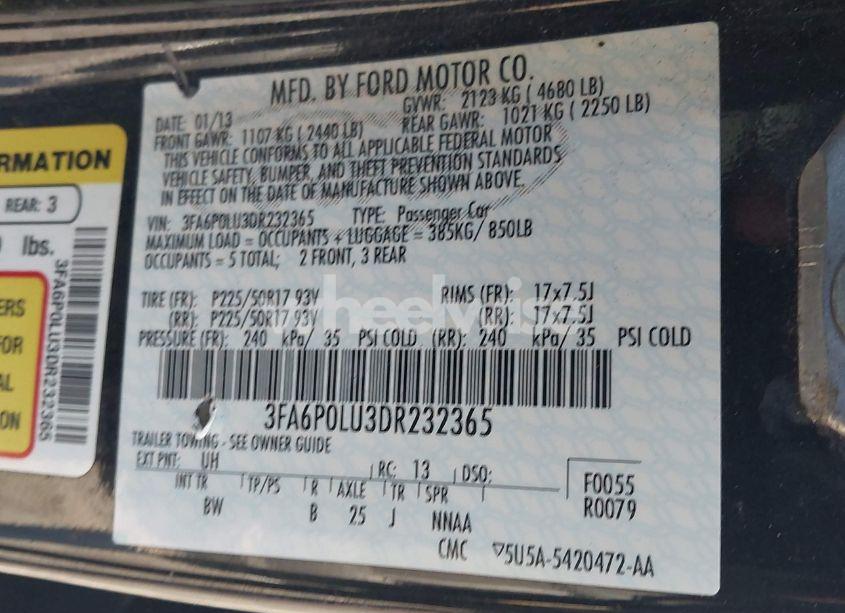 MFD. BY FORD MOTOR CO.
DATE: 01/13
GVWR: 2123 KG ( 4680 LB)
FRONT GAWR: 1107 KG ( 2440 LB)
REAR GAWR: 1021 KG ( 2250 LB)
THIS VEHICLE CONFORMS TO ALL APPLICABLE FEDERAL MOTOR
VEHICLE SAFETY, BUMPER, AND THEFT PREVENTION STANDARDS
IN EFFECT ON THE DATE OF MANUFACTURE SHOWN ABOVE.
VIN: 3FA6P0LU3DR232365 TYPE: Passenger Car
MAXIMUM LOAD = OCCUPANTS + LUGGAGE = 385KG/ 850LB
OCCUPANTS = 5 TOTAL; 2 FRONT, 3 REAR
TIRE (FR): P225/50R17 93V RIMS (FR): 17x7.5J
(RR): P225/50R17 93V (RR): 17x7.5J
PRESSURE (FR): 240 kPa/ 35 PSI COLD (RR): 240 kPa/ 35 PSI COLD
3FA6P0LU3DR232365
TRAILER TOWING - SEE OWNER GUIDE
EXT PNT: UH RC: 13 DSO:
INT TR TP/PS R AXLE TR SPR
BW B 25 J NNAA
F0055
R0079
CMC 5U5A-5420472-AA
ORMATION
REAR: 3
lbs.
ERS
FOR
AL
ION!
3FA6P0LU3DR232365
wheelwise